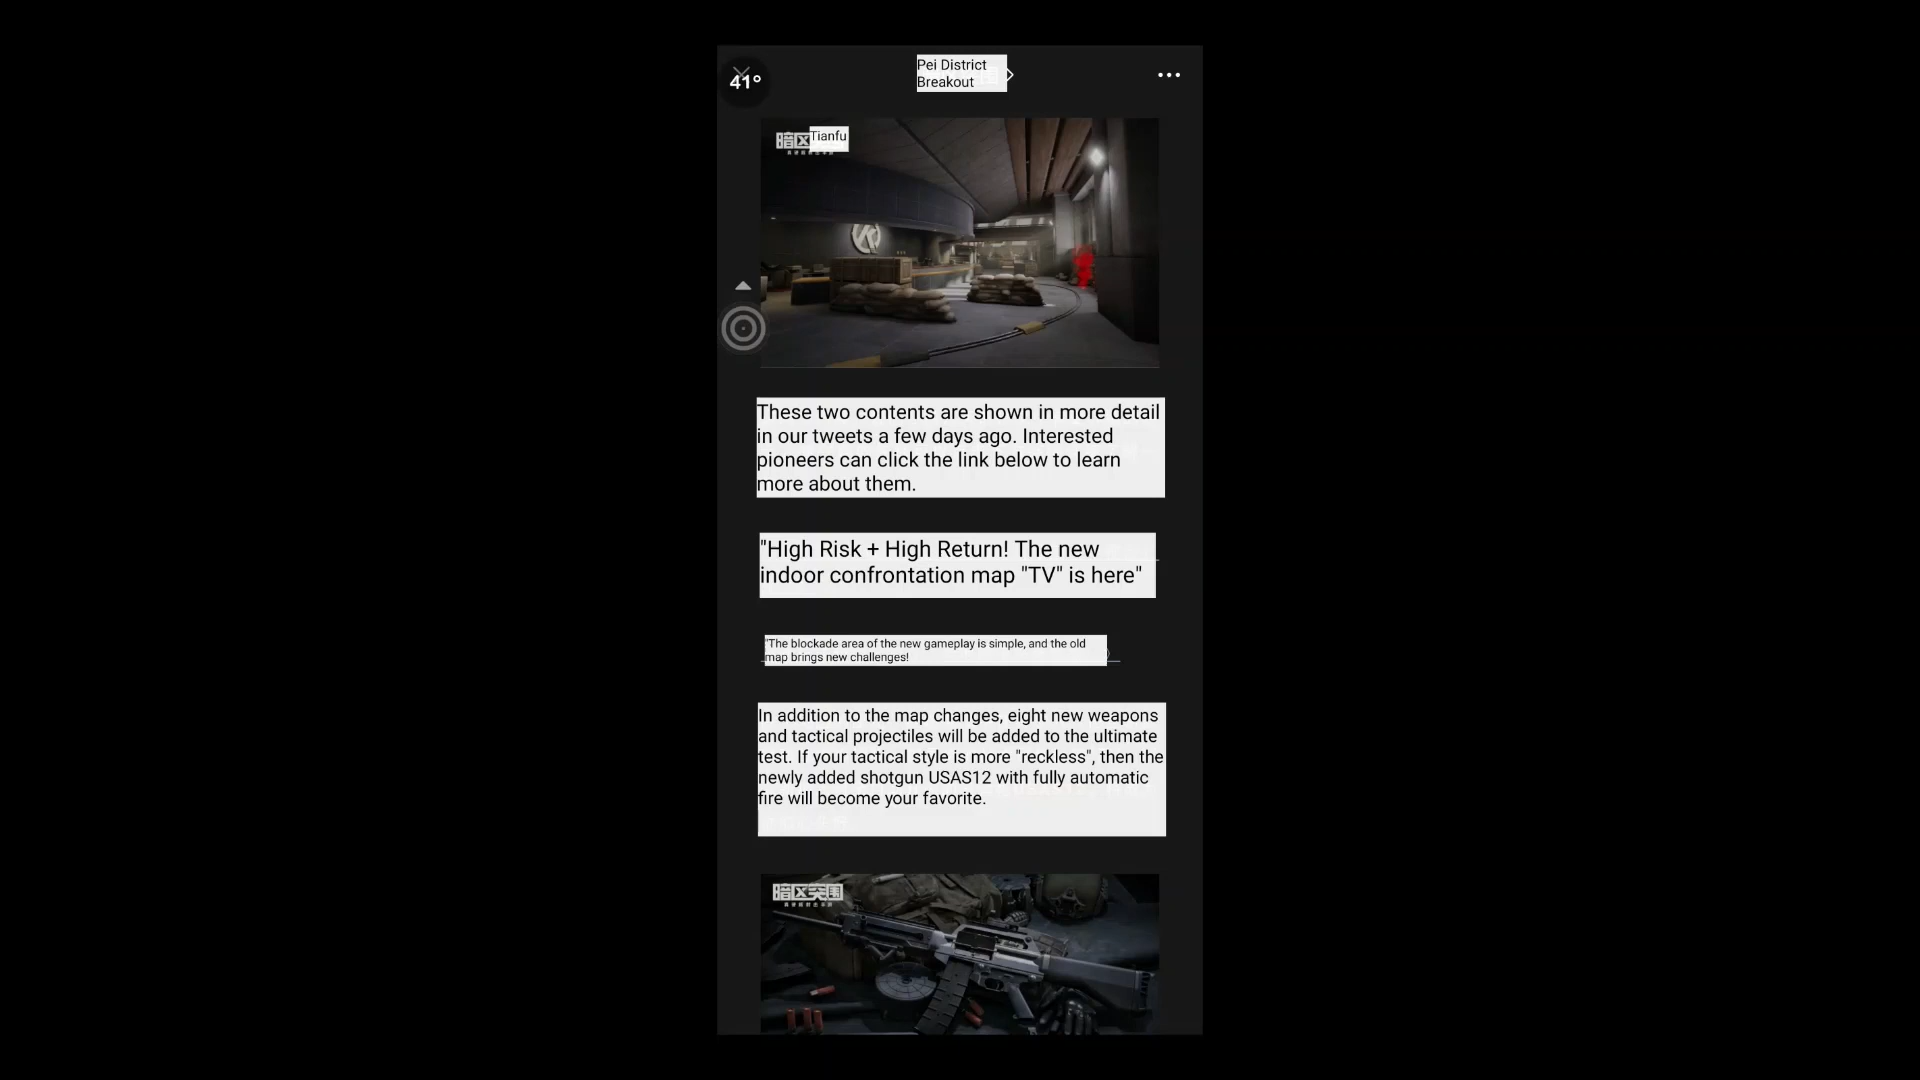 41°
Pei District
Breakout
暗区
Tianfu
These two contents are shown in more detail
in our tweets a few days ago. Interested
pioneers can click the link below to learn
more about them.
"High Risk + High Return! The new
indoor confrontation map "TV" is here"
"The blockade area of the new gameplay is simple, and the old
map brings new challenges!
In addition to the map changes, eight new weapons
and tactical projectiles will be added to the ultimate
test. If your tactical style is more "reckless", then the
newly added shotgun USAS12 with fully automatic
fire will become your favorite.
暗区突围